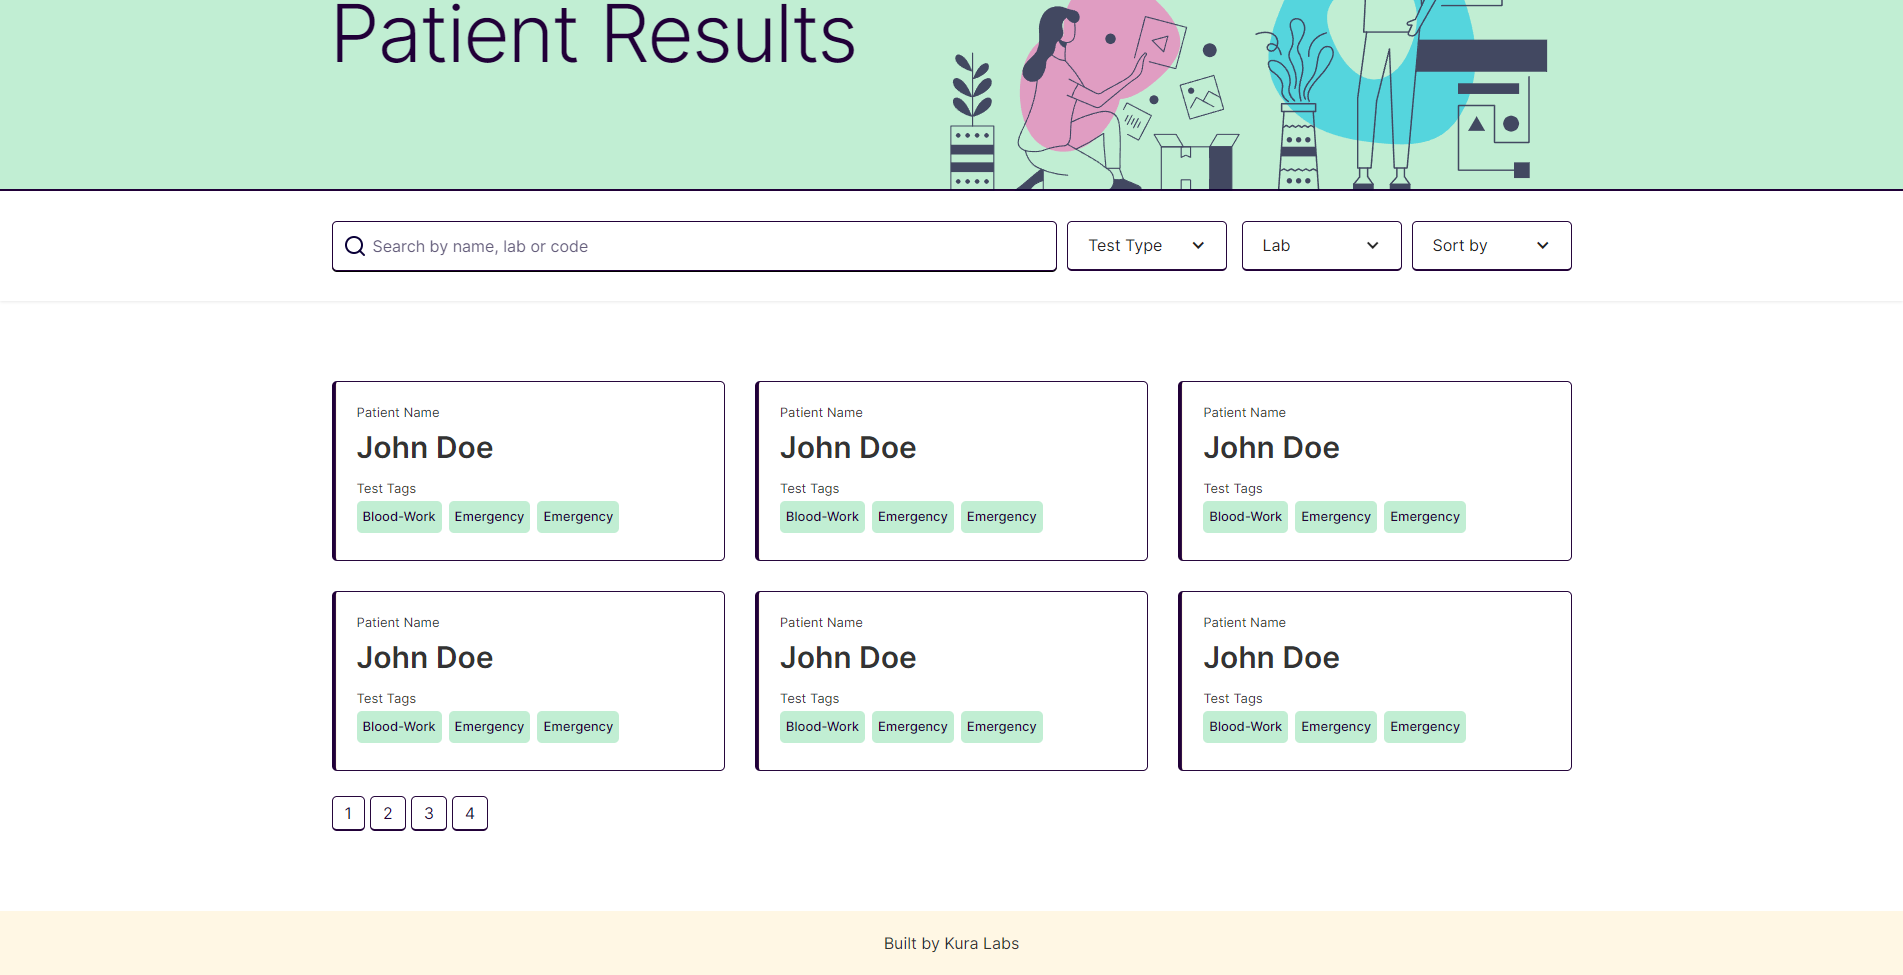 Patient Results
Search by name, lab or code
Test Type
Lab
Sort by
Patient Name
John Doe
Test Tags
Blood-Work Emergency Emergency
Patient Name
John Doe
Test Tags
Blood-Work Emergency Emergency
Patient Name
John Doe
Test Tags
Blood-Work Emergency Emergency
Patient Name
John Doe
Test Tags
Blood-Work Emergency Emergency
Patient Name
John Doe
Test Tags
Blood-Work Emergency Emergency
Patient Name
John Doe
Test Tags
Blood-Work Emergency Emergency
1 2 3 4
Built by Kura Labs